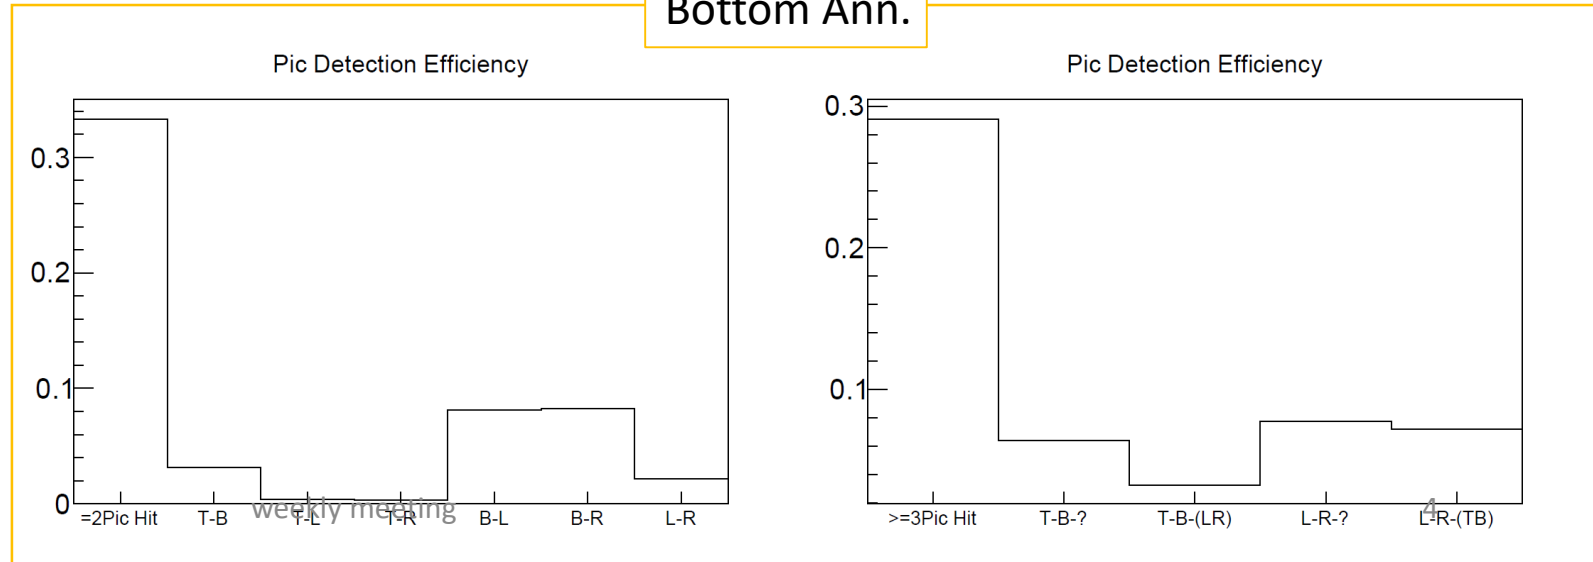 Bottom Ann.
Pic Detection Efficiency
0.3
0.2
0.1
0
=2Pic Hit T-B T-L T-R B-L B-R L-R
weekly meeting
Pic Detection Efficiency
0.3
0.2
0.1
>=3Pic Hit T-B-? T-B-(LR) L-R-? L-R-(TB)
4